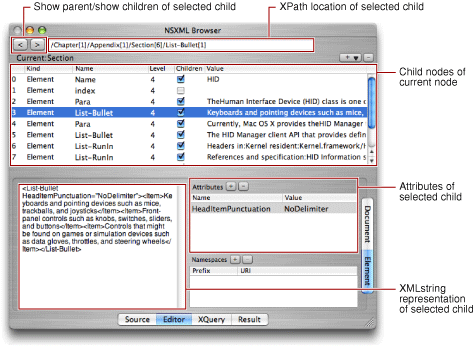 Show parent/show children of selected child
XPath location of selected child
NSXML Browser
< >
/Chapter[1]/Appendix[1]/Section[6]/List-Bullet[1]
Current:Section
+ ▾ -
Kind Name Level Children Value
0 Element Name 4 HID
1 Element index 4
2 Element Para 4 TheHuman Interface Device (HID) class is one o
3 Element List-Bullet 4 Keyboards and pointing devices such as mice,
4 Element Para 4 Currently, Mac OS X provides theHID Manager
5 Element List-Bullet 4 The HID Manager client API that provides defin
6 Element List-RunIn 4 Headers in:Kernel resident:Kernel.framework/H
7 Element List-RunIn 4 References and specification:HID Information s
Child nodes of
current node
<List-Bullet
HeadItemPunctuation="NoDelimiter"><Item>Ke
yboards and pointing devices such as mice,
trackballs, and joysticks</Item><Item>Front-
panel controls such as knobs, switches, sliders,
and buttons</Item><Item>Controls that might
be found on games or simulation devices such
as data gloves, throttles, and steering wheels</
Item></List-Bullet>
Attributes + -
Name Value
HeadItemPunctuation NoDelimiter
Attributes of
selected child
Namespaces + -
Prefix URI
Document
Element
XMLstring
representation
of selected child
Source Editor XQuery Result